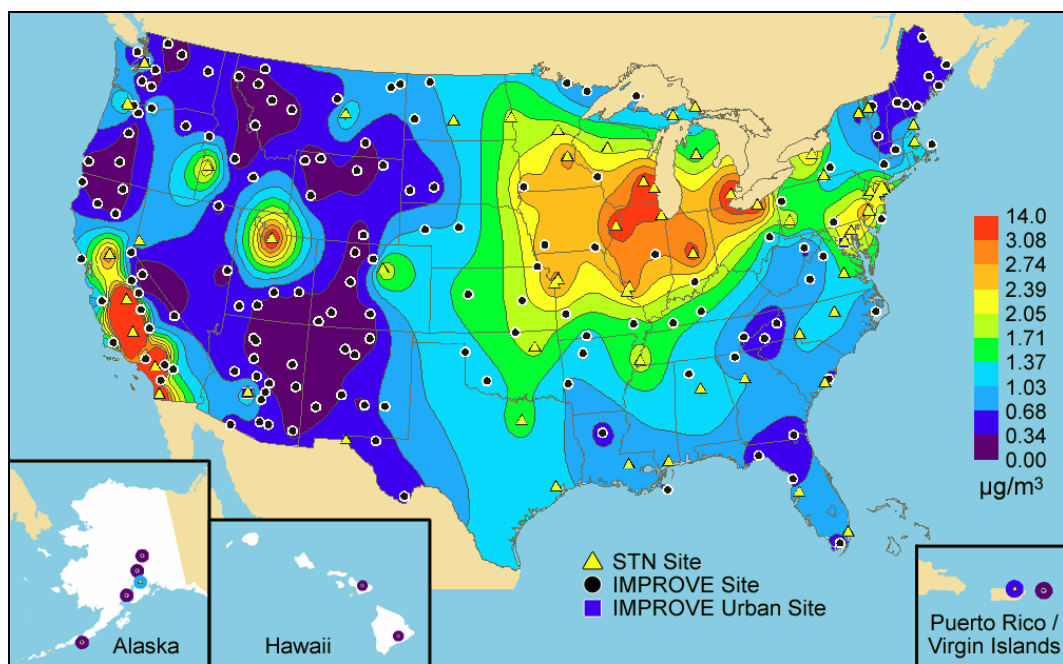 14.0
3.08
2.74
2.39
2.05
1.71
1.37
1.03
0.68
0.34
0.00
µg/m³
STN Site
IMPROVE Site
IMPROVE Urban Site
Alaska
Hawaii
Puerto Rico /
Virgin Islands